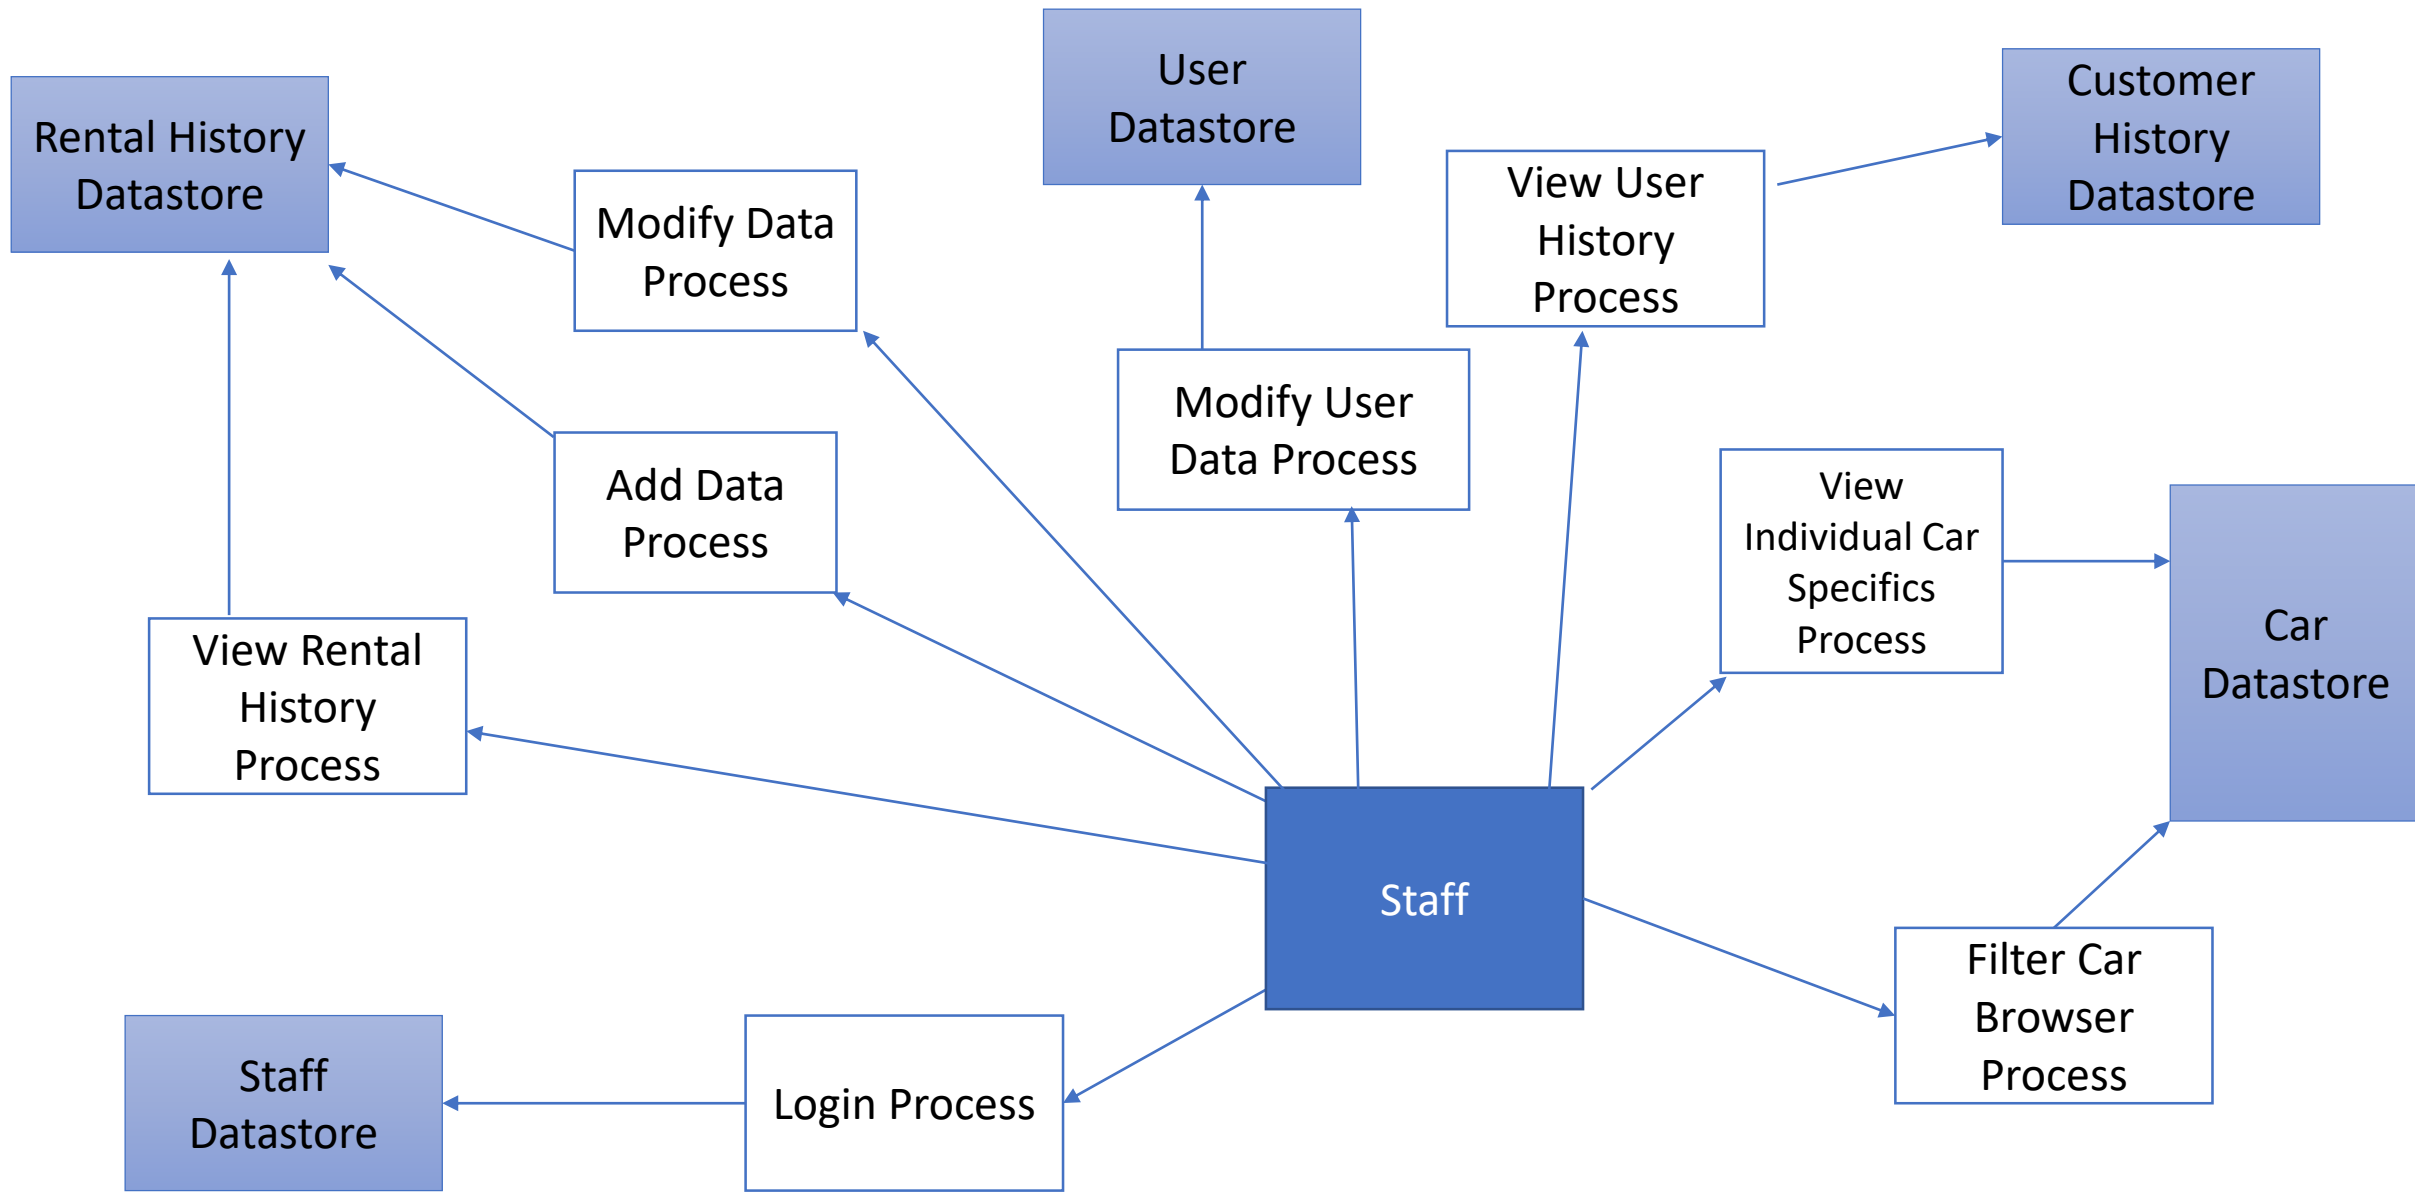 User
Datastore
Customer
History
Datastore
Rental History
Datastore
Modify Data
Process
View User
History
Process
Modify User
Data Process
Add Data
Process
View
Individual Car
Specifics
Process
Car
Datastore
View Rental
History
Process
Staff
Filter Car
Browser
Process
Staff
Datastore
Login Process